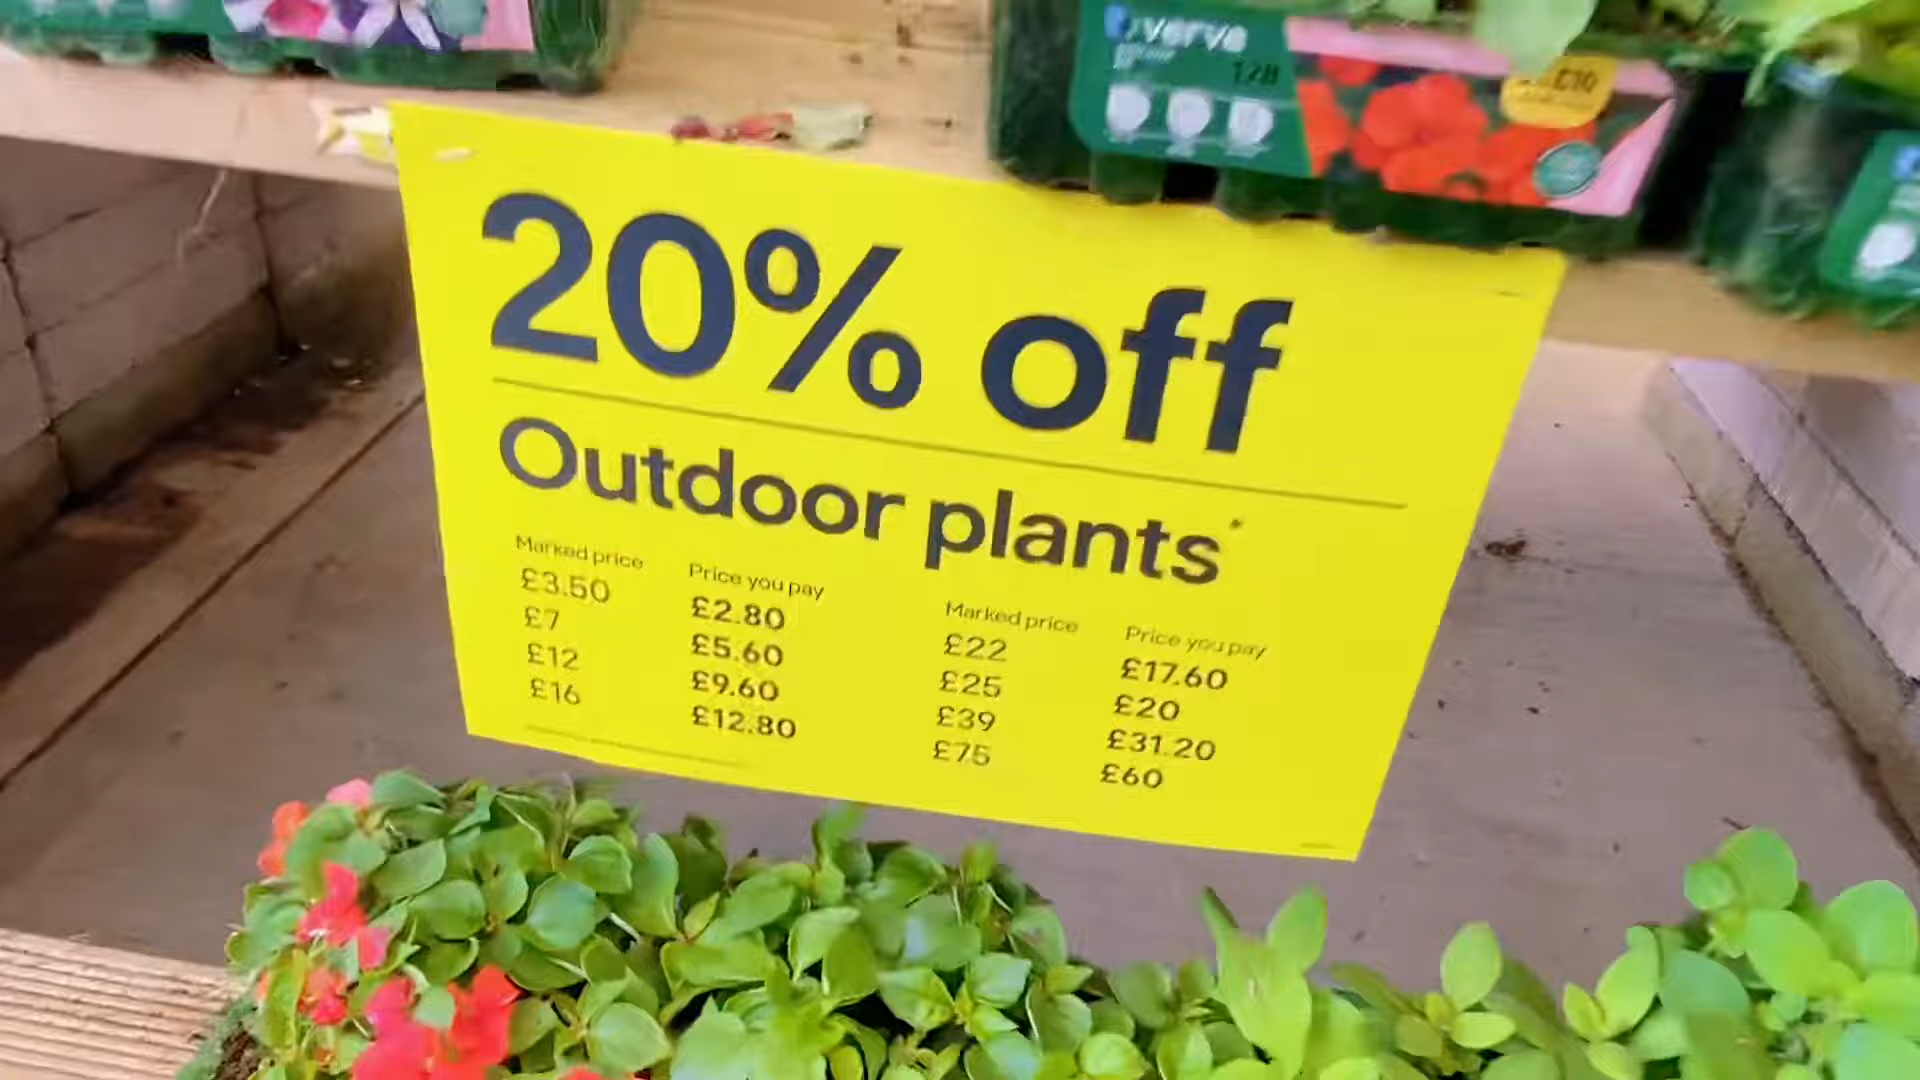 verva
20% off
Outdoor plants*
Marked price Price you pay
£3.50 £2.80
£7 £5.60
£12 £9.60
£16 £12.80
Marked price Price you pay
£22 £17.60
£25 £20
£39 £31.20
£75 £60